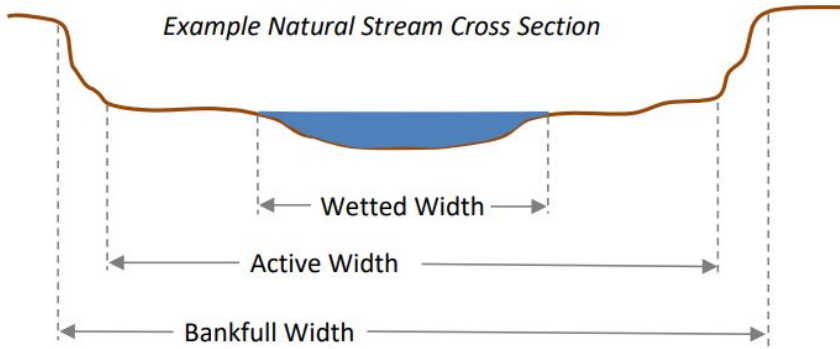 Example Natural Stream Cross Section
Wetted Width
Active Width
Bankfull Width